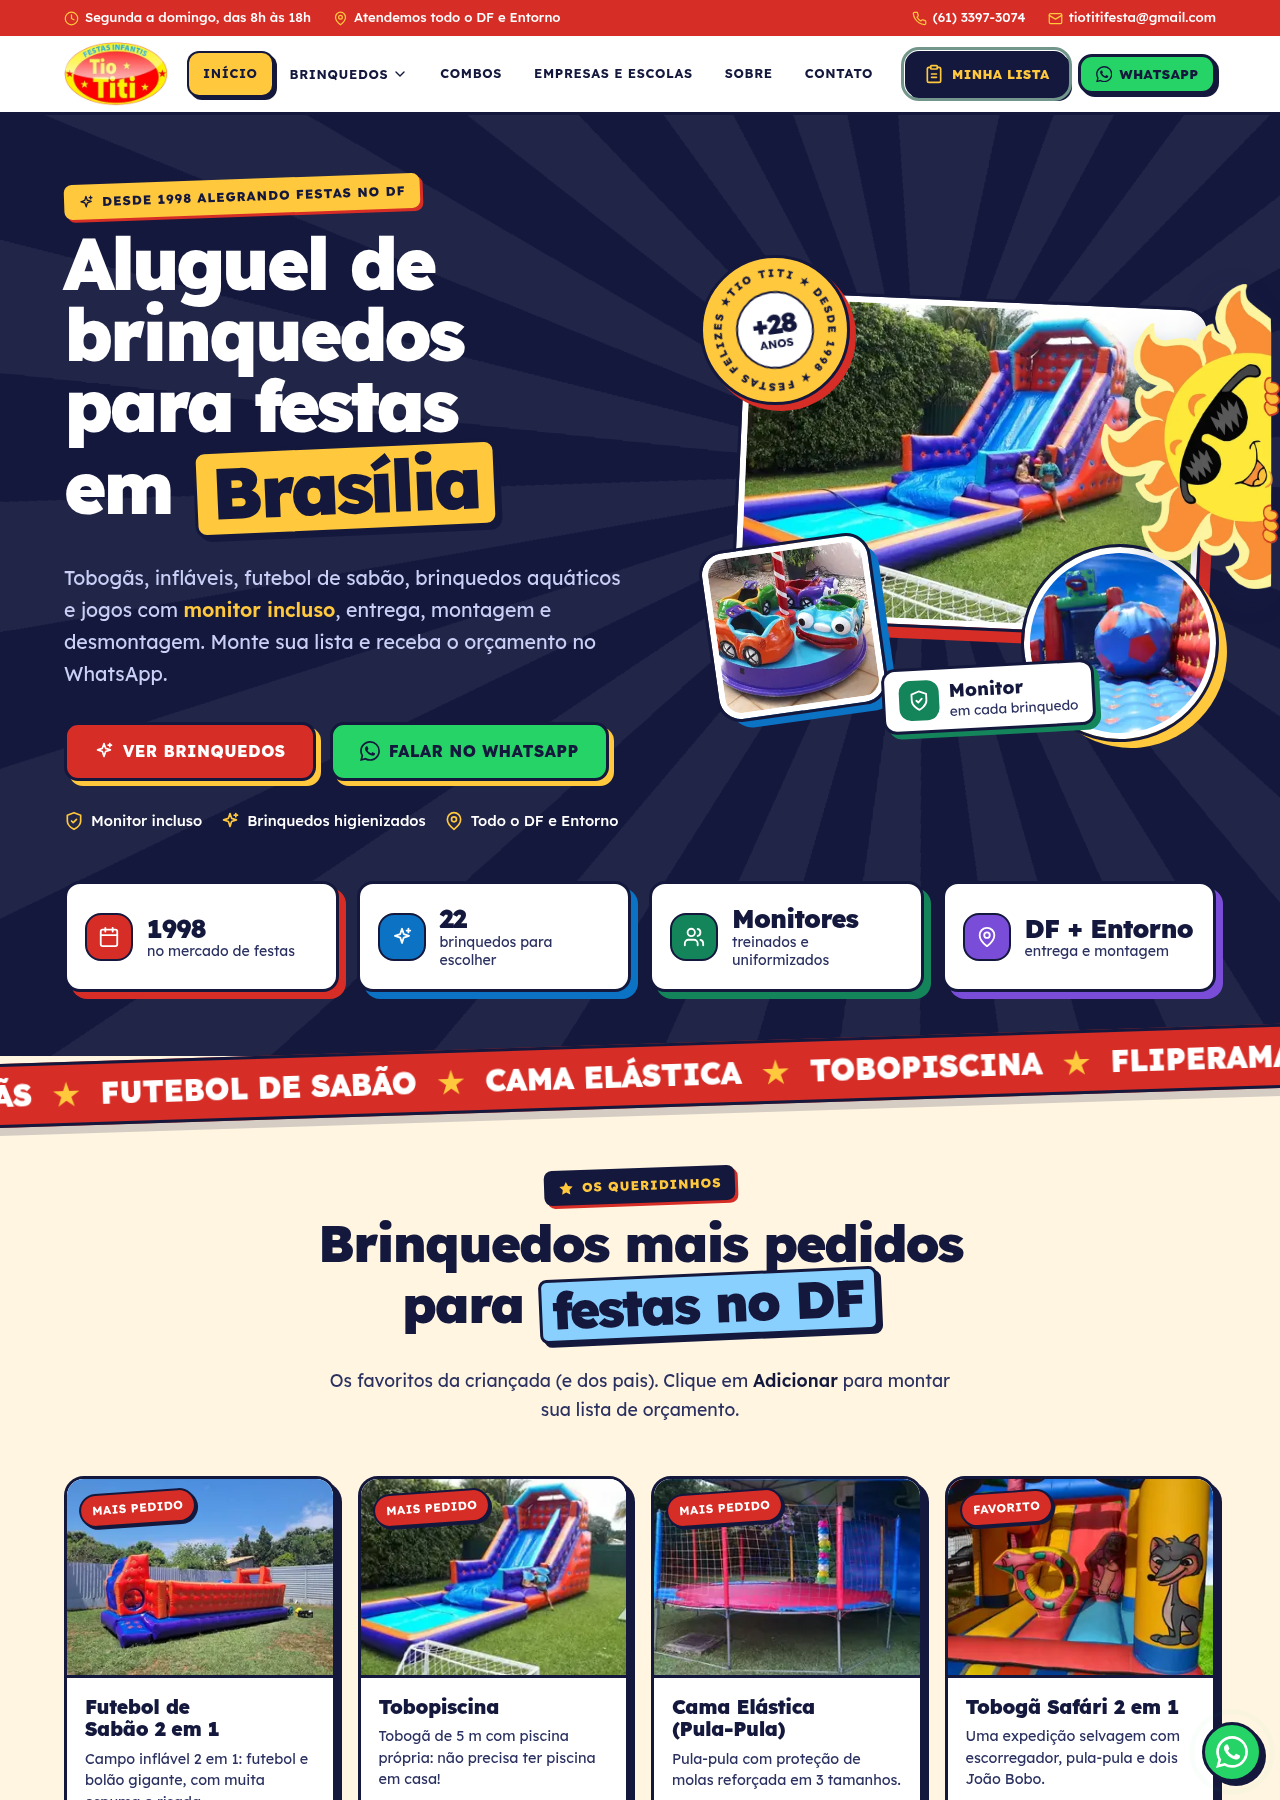 Segunda a domingo, das 8h às 18h
Atendemos todo o DF e Entorno
(61) 3397-3074
tiotitifesta@gmail.com
FESTAS INFANTIS
Tio
Titi
INÍCIO
BRINQUEDOS
COMBOS
EMPRESAS E ESCOLAS
SOBRE
CONTATO
MINHA LISTA
WHATSAPP
DESDE 1998 ALEGRANDO FESTAS NO DF
Aluguel de
brinquedos
para festas
em Brasília
Tobogãs, infláveis, futebol de sabão, brinquedos aquáticos
e jogos com monitor incluso, entrega, montagem e
desmontagem. Monte sua lista e receba o orçamento no
WhatsApp.
VER BRINQUEDOS
FALAR NO WHATSAPP
Monitor incluso
Brinquedos higienizados
Todo o DF e Entorno
TIO TITI ★ DESDE 1998 ★ FESTAS FELIZES ★
+28
ANOS
Monitor
em cada brinquedo
1998
no mercado de festas
22
brinquedos para
escolher
Monitores
treinados e
uniformizados
DF + Entorno
entrega e montagem
ÃS ★ FUTEBOL DE SABÃO ★ CAMA ELÁSTICA ★ TOBOPISCINA ★ FLIPERAMA
OS QUERIDINHOS
Brinquedos mais pedidos
para festas no DF
Os favoritos da criançada (e dos pais). Clique em Adicionar para montar
sua lista de orçamento.
MAIS PEDIDO
Futebol de
Sabão 2 em 1
Campo inflável 2 em 1: futebol e
bolão gigante, com muita
espuma e risada.
MAIS PEDIDO
Tobopiscina
Tobogã de 5 m com piscina
própria: não precisa ter piscina
em casa!
MAIS PEDIDO
Cama Elástica
(Pula-Pula)
Pula-pula com proteção de
molas reforçada em 3 tamanhos.
FAVORITO
Tobogã Safári 2 em 1
Uma expedição selvagem com
escorregador, pula-pula e dois
João Bobo.